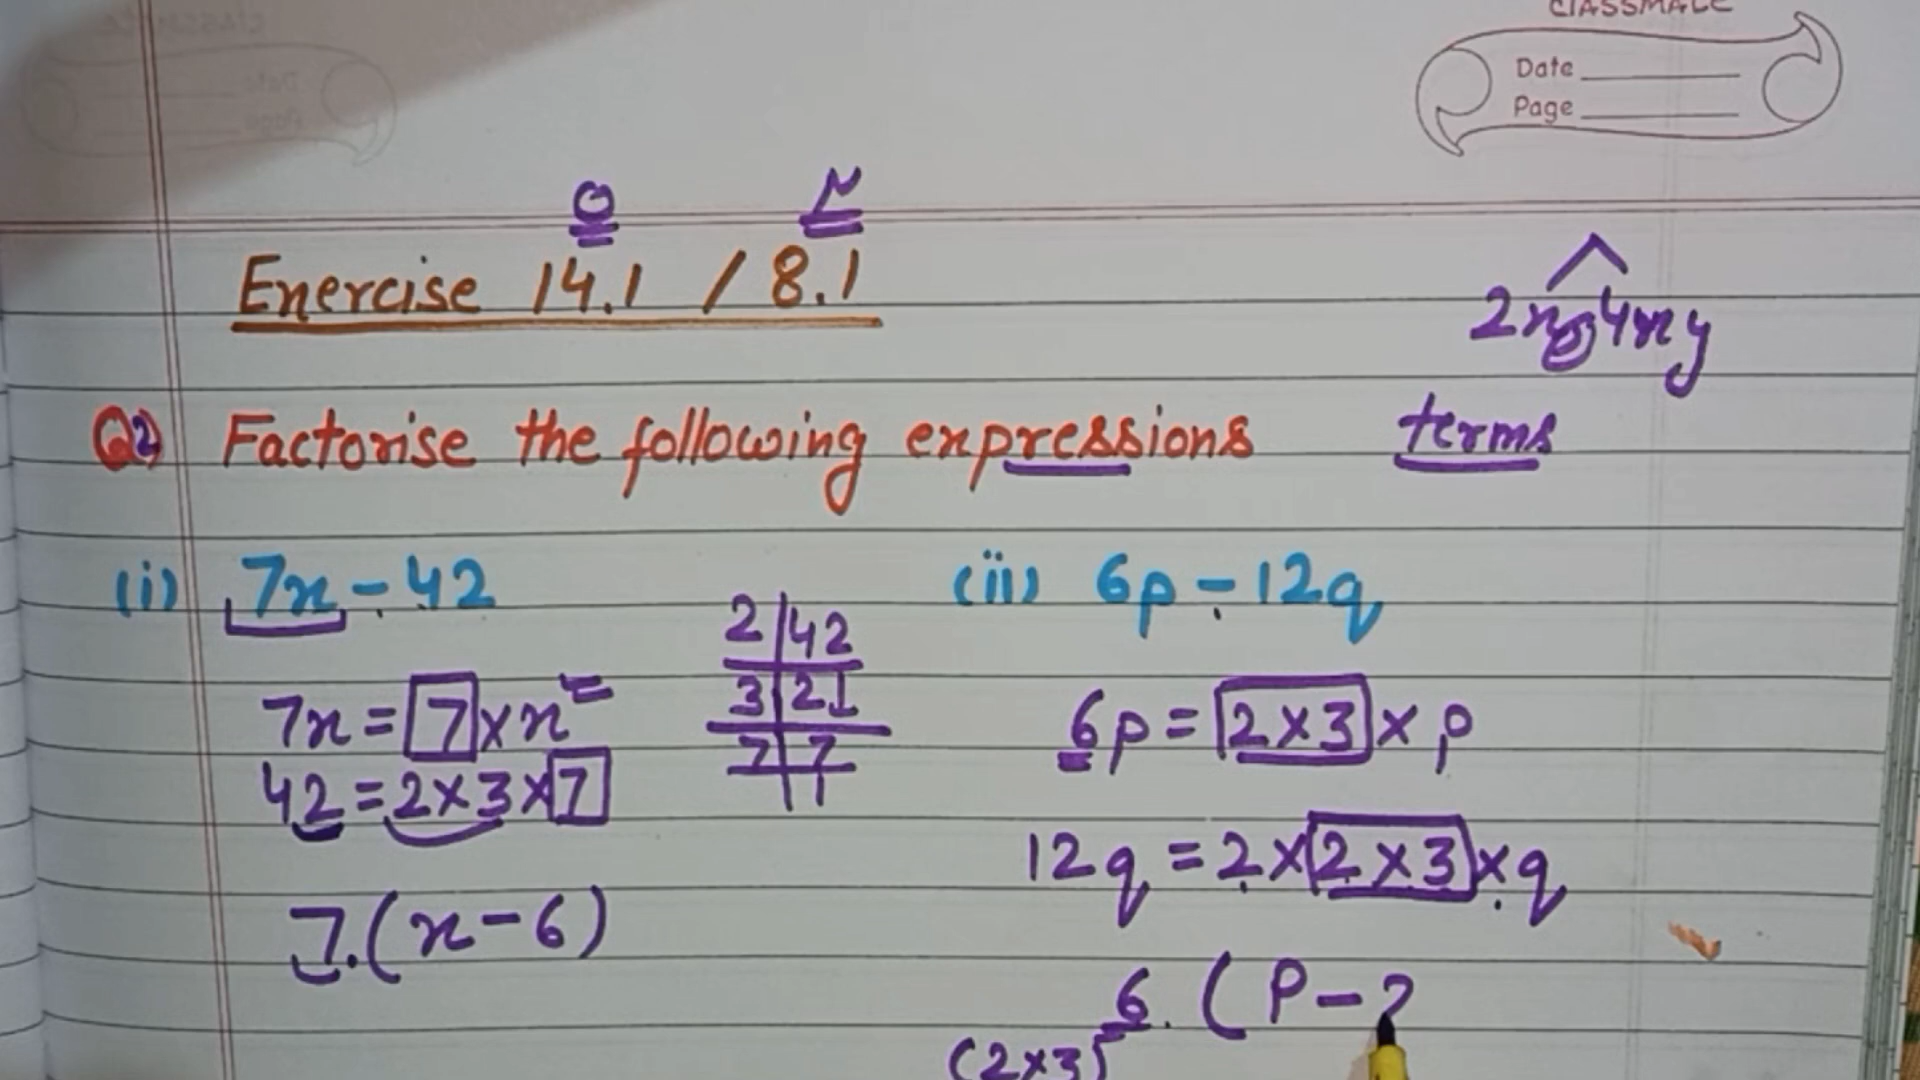 CLASSMATE
Date
Page
O N
Exercise 14.1 / 8.1
2x, 4xy
Q2) Factorise the following expressions terms
(i) 7x - 42
(ii) 6p - 12q
2 | 42
3 | 21
7 | 7
1
7x = 7 × x
42 = 2 × 3 × 7
7.(x - 6)
6p = 2 × 3 × p
12q = 2 × 2 × 3 × q
6. (P - 2
(2×3)